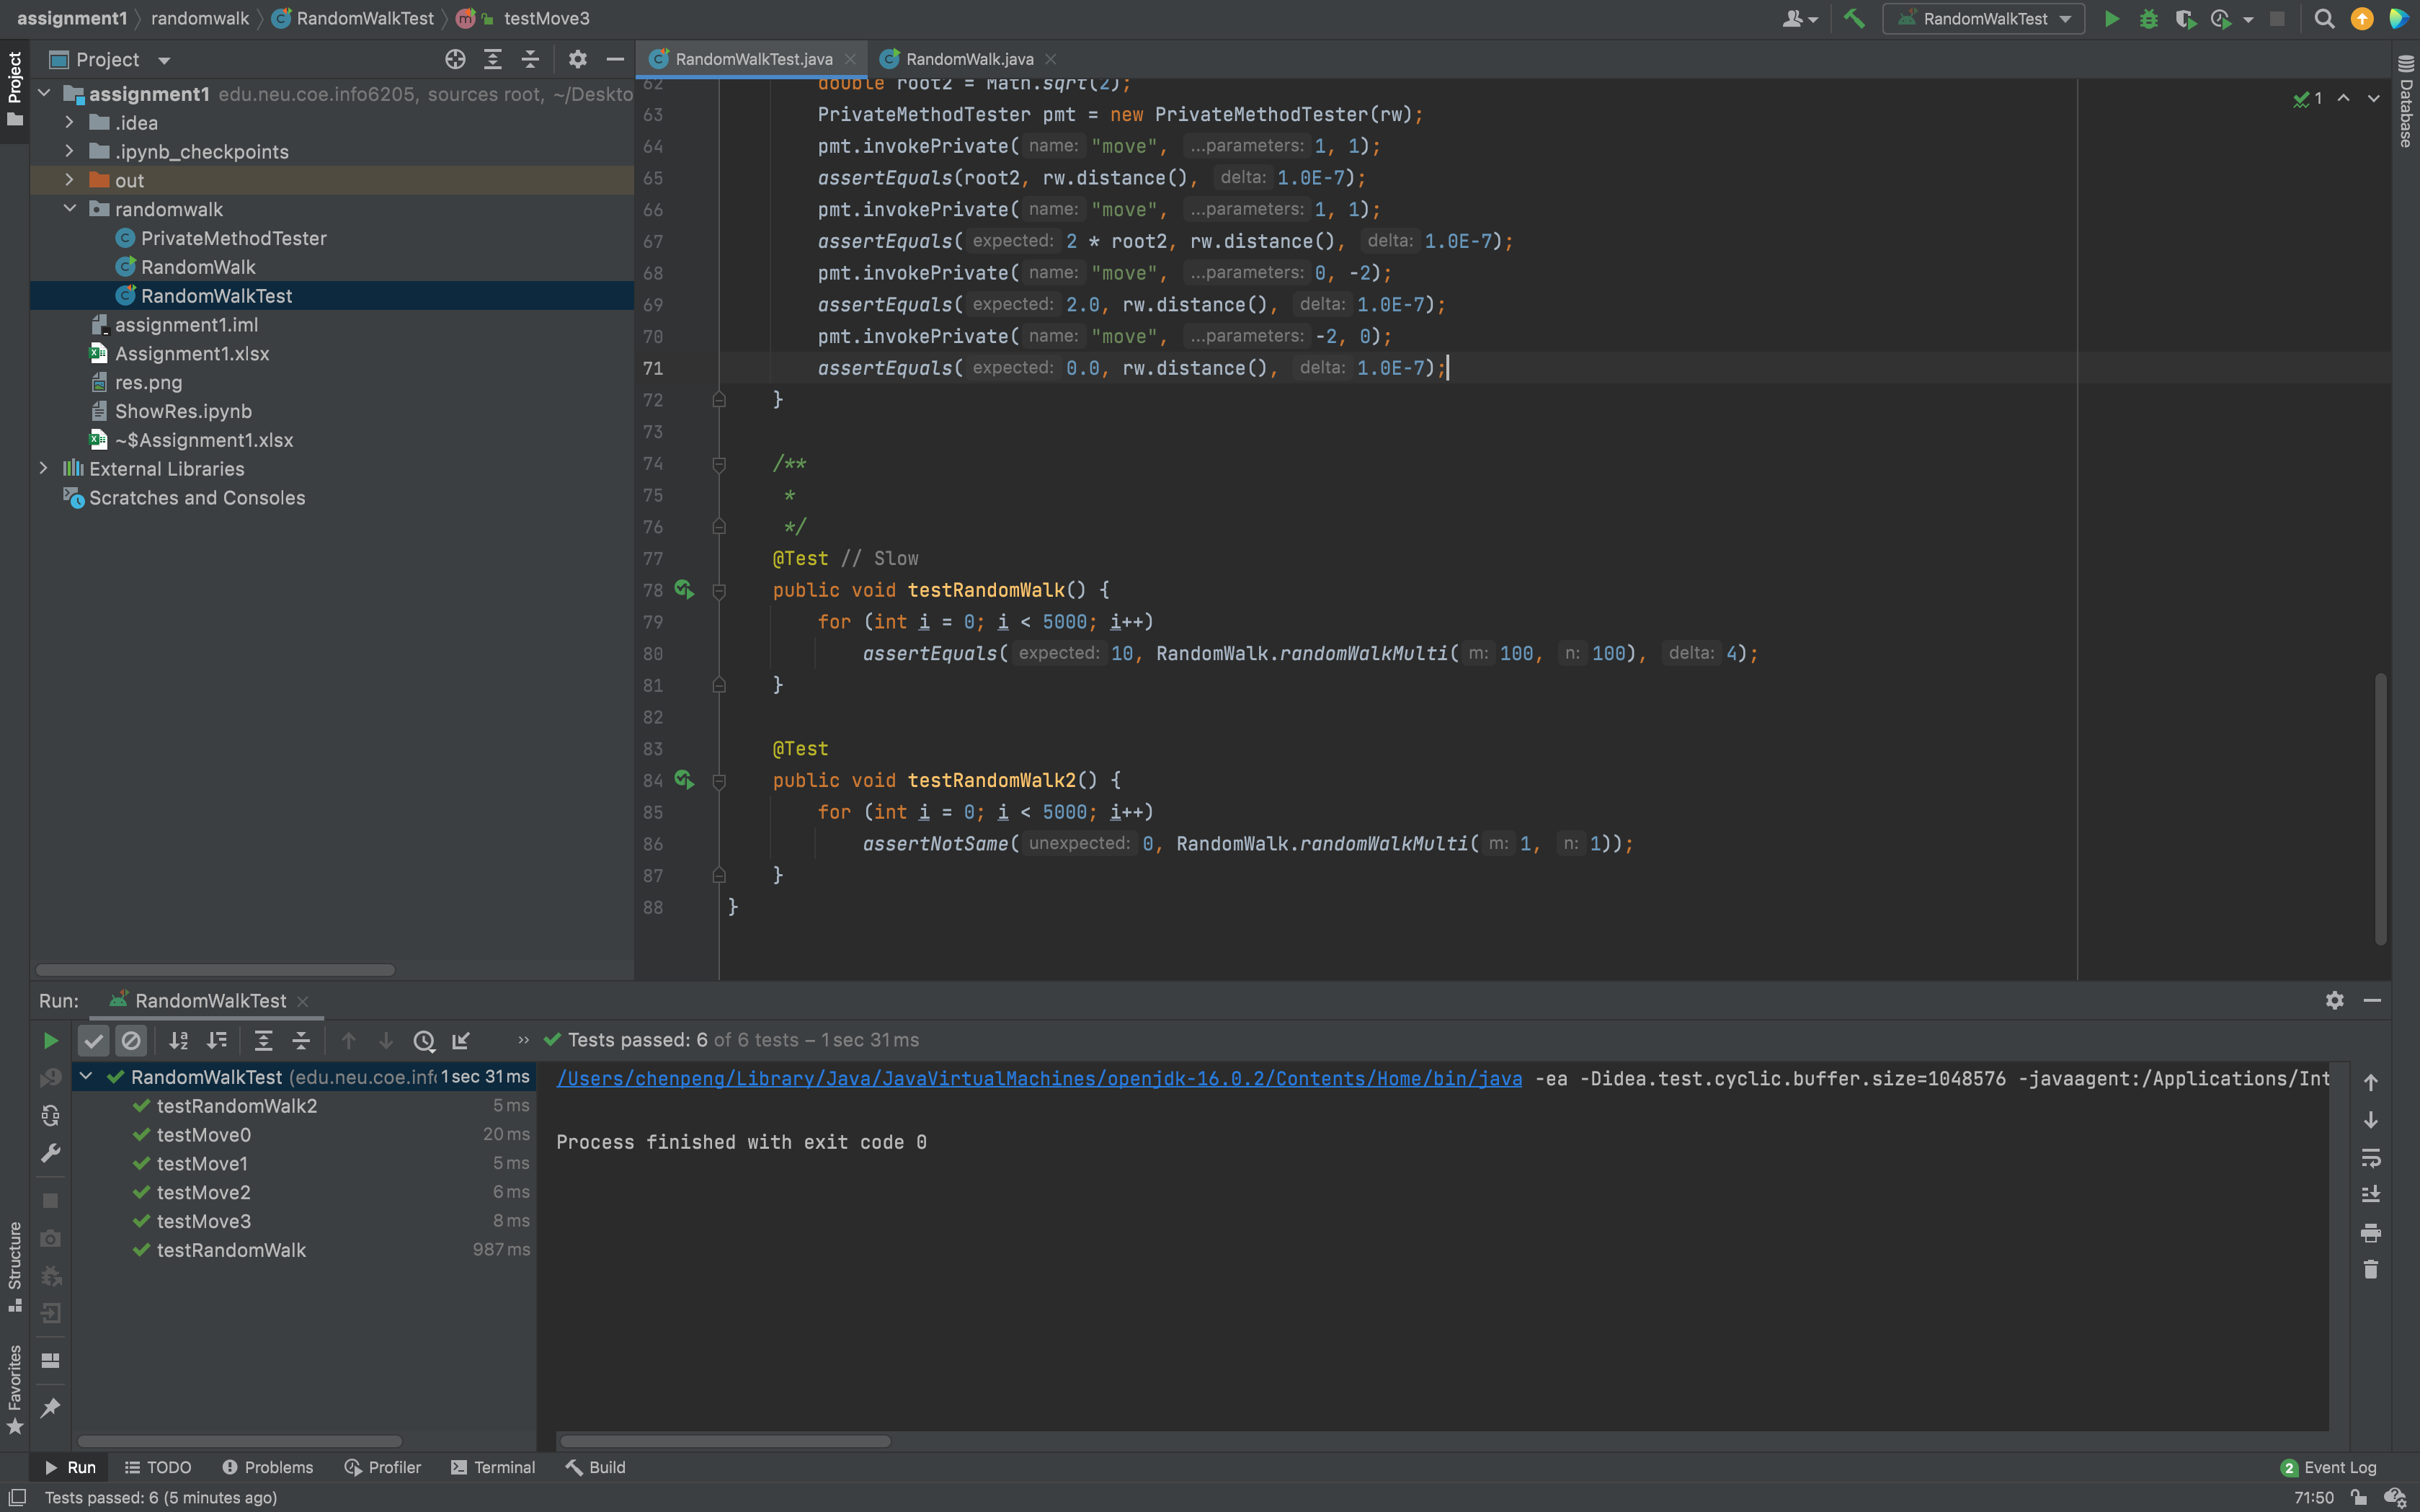 assignment1 randomwalk RandomWalkTest testMove3
RandomWalkTest
Project
RandomWalkTest.java RandomWalk.java
Project
assignment1 edu.neu.coe.info6205, sources root, ~/Deskto
.idea
.ipynb_checkpoints
out
randomwalk
PrivateMethodTester
RandomWalk
RandomWalkTest
assignment1.iml
Assignment1.xlsx
res.png
ShowRes.ipynb
~$Assignment1.xlsx
External Libraries
Scratches and Consoles
62 double root2 = Math.sqrt(2);
63 PrivateMethodTester pmt = new PrivateMethodTester(rw);
64 pmt.invokePrivate( name: "move", ...parameters: 1, 1);
65 assertEquals(root2, rw.distance(), delta: 1.0E-7);
66 pmt.invokePrivate( name: "move", ...parameters: 1, 1);
67 assertEquals( expected: 2 * root2, rw.distance(), delta: 1.0E-7);
68 pmt.invokePrivate( name: "move", ...parameters: 0, -2);
69 assertEquals( expected: 2.0, rw.distance(), delta: 1.0E-7);
70 pmt.invokePrivate( name: "move", ...parameters: -2, 0);
71 assertEquals( expected: 0.0, rw.distance(), delta: 1.0E-7);
72 }
73
74 /**
75 *
76 */
77 @Test // Slow
78 public void testRandomWalk() {
79 for (int i = 0; i < 5000; i++)
80 assertEquals( expected: 10, RandomWalk.randomWalkMulti( m: 100, n: 100), delta: 4);
81 }
82
83 @Test
84 public void testRandomWalk2() {
85 for (int i = 0; i < 5000; i++)
86 assertNotSame( unexpected: 0, RandomWalk.randomWalkMulti( m: 1, n: 1));
87 }
88 }
1
Database
Run: RandomWalkTest
Tests passed: 6 of 6 tests – 1 sec 31 ms
RandomWalkTest (edu.neu.coe.inf 1 sec 31 ms
testRandomWalk2 5 ms
testMove0 20 ms
testMove1 5 ms
testMove2 6 ms
testMove3 8 ms
testRandomWalk 987 ms
/Users/chenpeng/Library/Java/JavaVirtualMachines/openjdk-16.0.2/Contents/Home/bin/java -ea -Didea.test.cyclic.buffer.size=1048576 -javaagent:/Applications/Int
Process finished with exit code 0
Structure
Favorites
Run TODO Problems Profiler Terminal Build
2 Event Log
Tests passed: 6 (5 minutes ago)
71:50